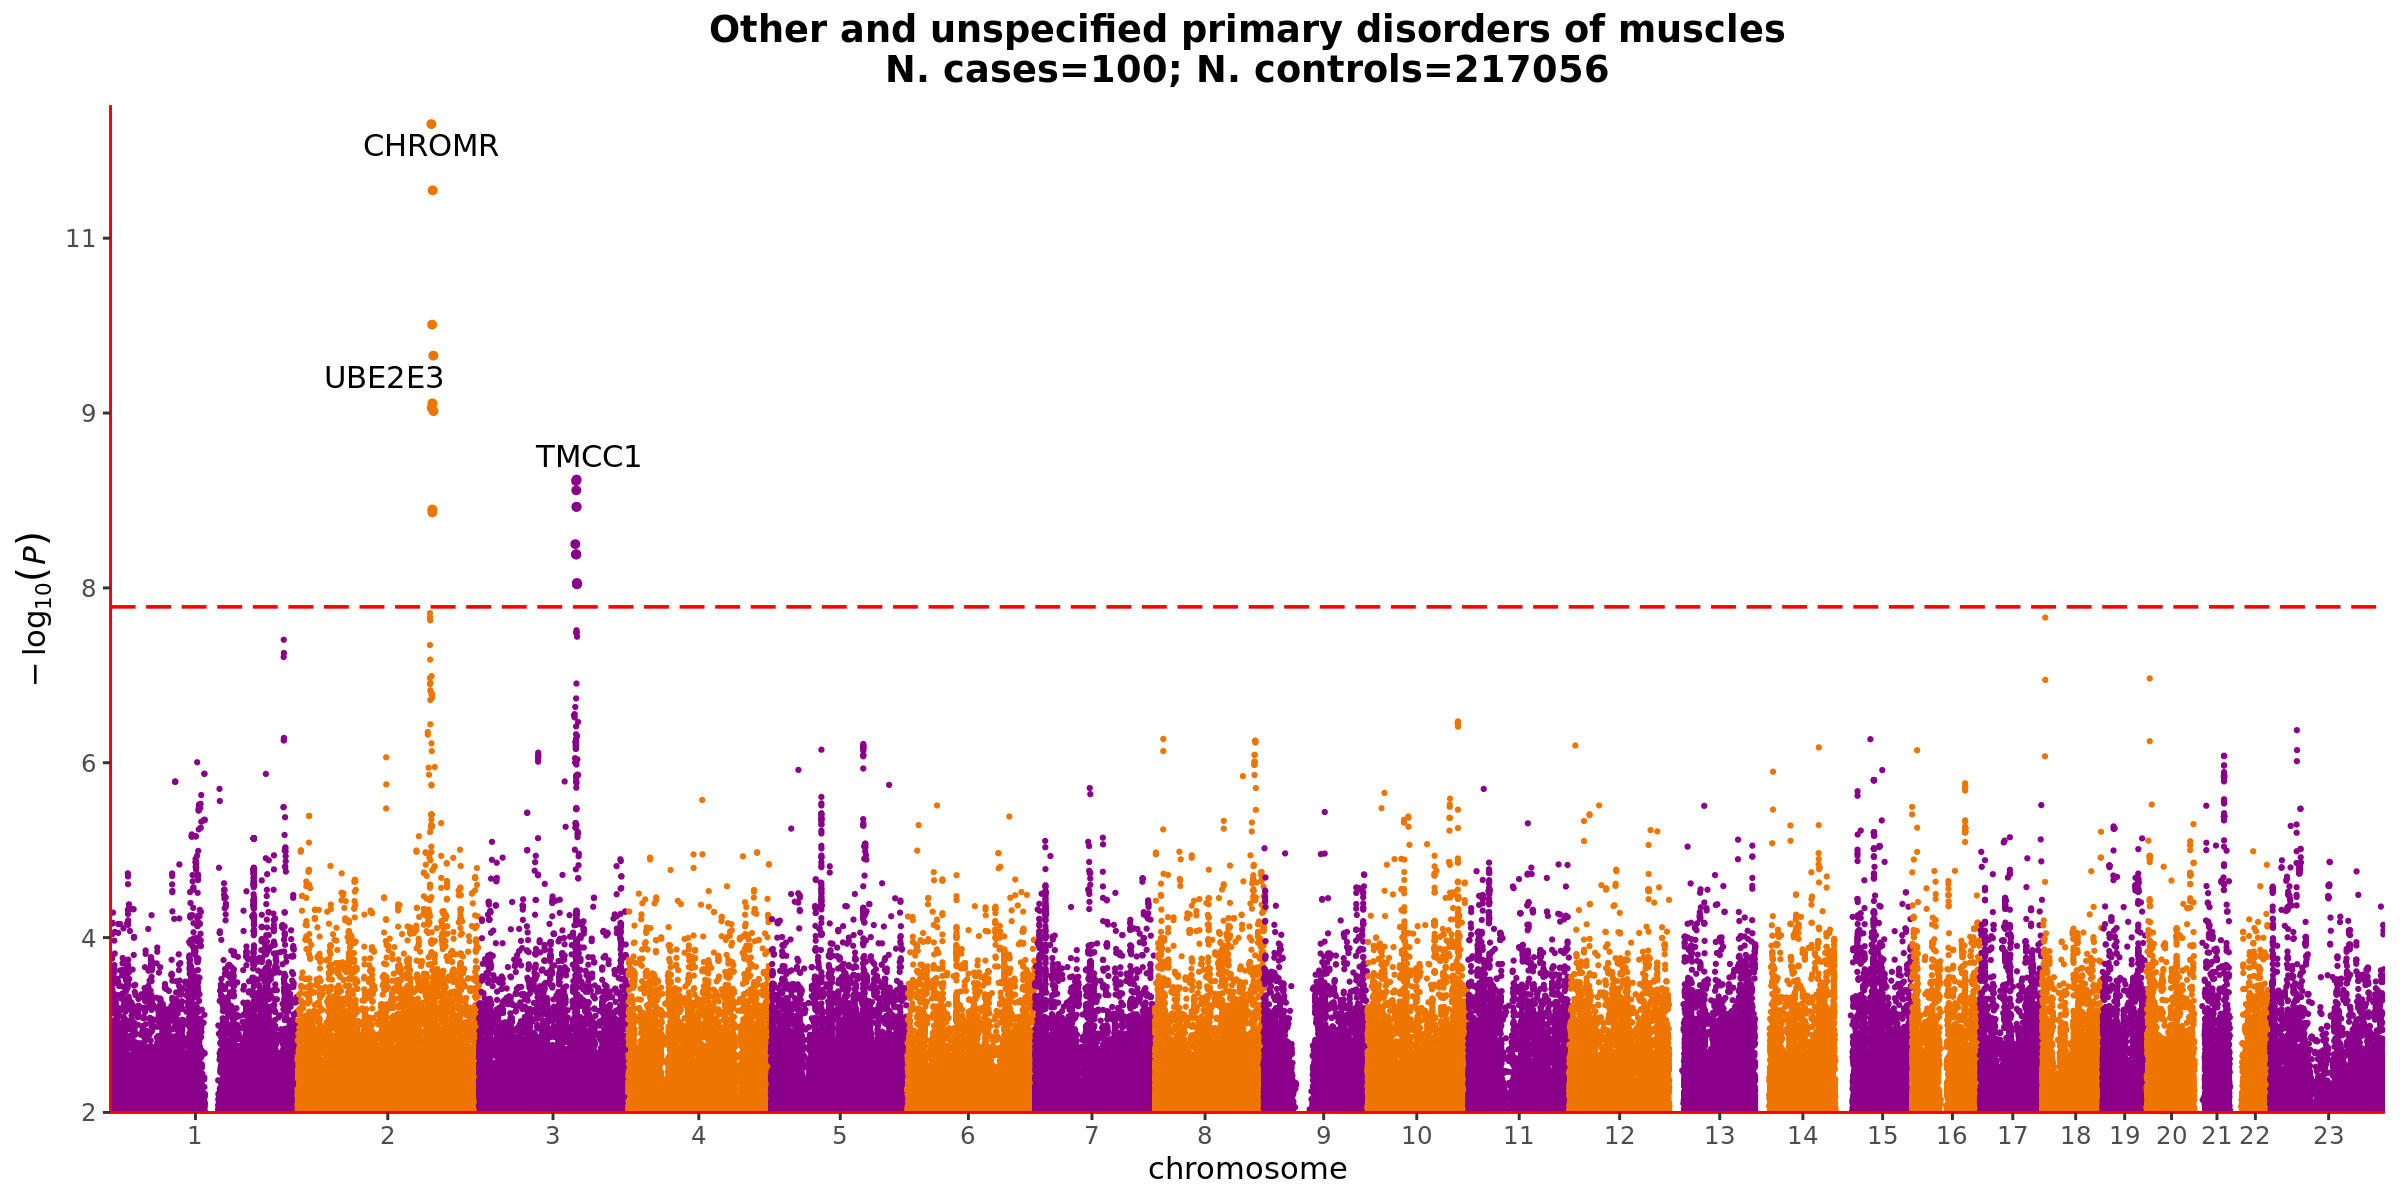 Other and unspecified primary disorders of muscles
N. cases=100; N. controls=217056
CHROMR
11
UBE2E3
9
TMCC1
8
6
4
2
−log10(P)
1 2 3 4 5 6 7 8 9 10 11 12 13 14 15 16 17 18 19 20 21 22 23
chromosome